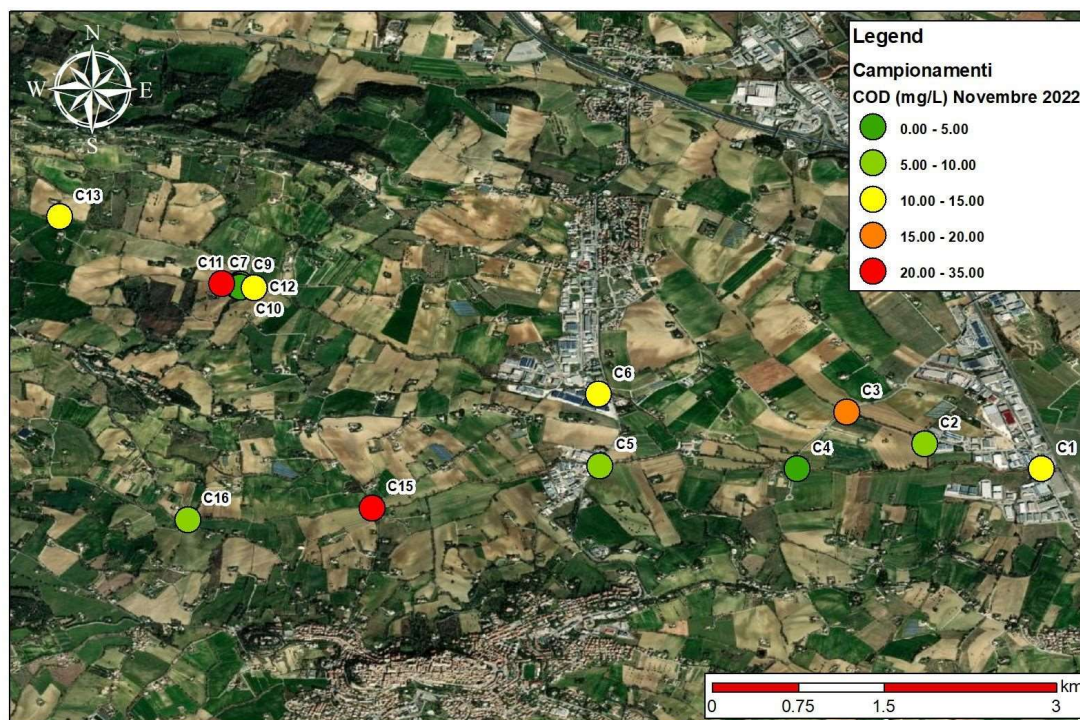 N
W E
S
Legend
Campionamenti
COD (mg/L) Novembre 2022
0.00 - 5.00
5.00 - 10.00
10.00 - 15.00
15.00 - 20.00
20.00 - 35.00
C13
C11 C7 C9
C12
C10
C6
C3
C2
C5
C4
C1
C15
C16
km
0 0.75 1.5 3